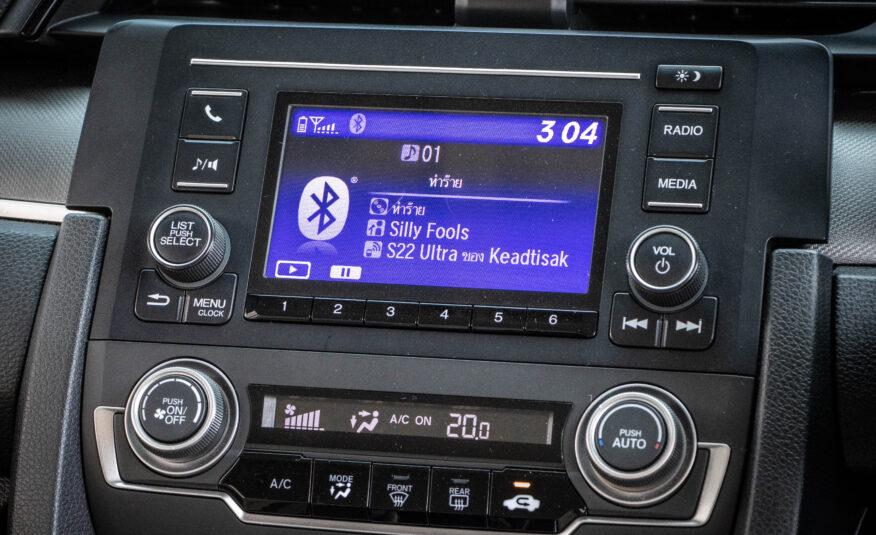 3 04
RADIO
01
ทำร้าย
MEDIA
ทำร้าย
LIST
PUSH
SELECT
Silly Fools
S22 Ultra ของ Keadtisak
VOL
MENU
CLOCK
1 2 3 4 5 6
PUSH
ON/
OFF
A/C ON 20.0
PUSH
AUTO
A/C
MODE
FRONT
REAR